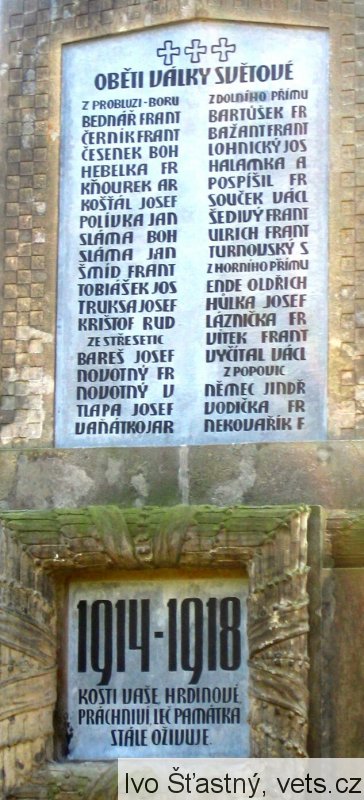 OBĚTI VÁLKY SVĚTOVÉ
Z PROBLUZI-BORU
BEDNÁŘ FRANT
ČERNÍK FRANT
ČESENEK BOH
HEBELKA FR
KŇOUREK AR
KOŠŤÁL JOSEF
POLÍVKA JAN
SLÁMA BOH
SLÁMA JAN
ŠMÍD FRANT
TOBIÁŠEK JOS
TRUKSA JOSEF
KRIŠTOF RUD
ZE STŘESETIC
BAREŠ JOSEF
NOVOTNÝ FR
NOVOTNÝ V
TLAPA JOSEF
VAŇÁTKO JAR
Z DOLNÍHO PŘÍMU
BARTŮŠEK FR
BAŽANT FRANT
LOHNICKÝ JOS
HALAMKA A
POSPÍŠIL FR
SOUČEK VÁCL
ŠEDIVÝ FRANT
ULRICH FRANT
TURNOVSKÝ S
Z HORNÍHO PŘÍMU
ENDE OLDŘICH
HŮLKA JOSEF
LÁZNIČKA FR
VÍTEK FRANT
VYČÍTAL VÁCL
Z POPOVIC
NĚMEC JINDŘ
VODIČKA FR
NEKOVAŘÍK F
1914-1918
KOSTI VAŠE, HRDINOVÉ,
PRÁCHNIVÍ, LEČ PAMÁTKA
STÁLE OŽIVUJE.
Ivo Šťastný, vets.cz